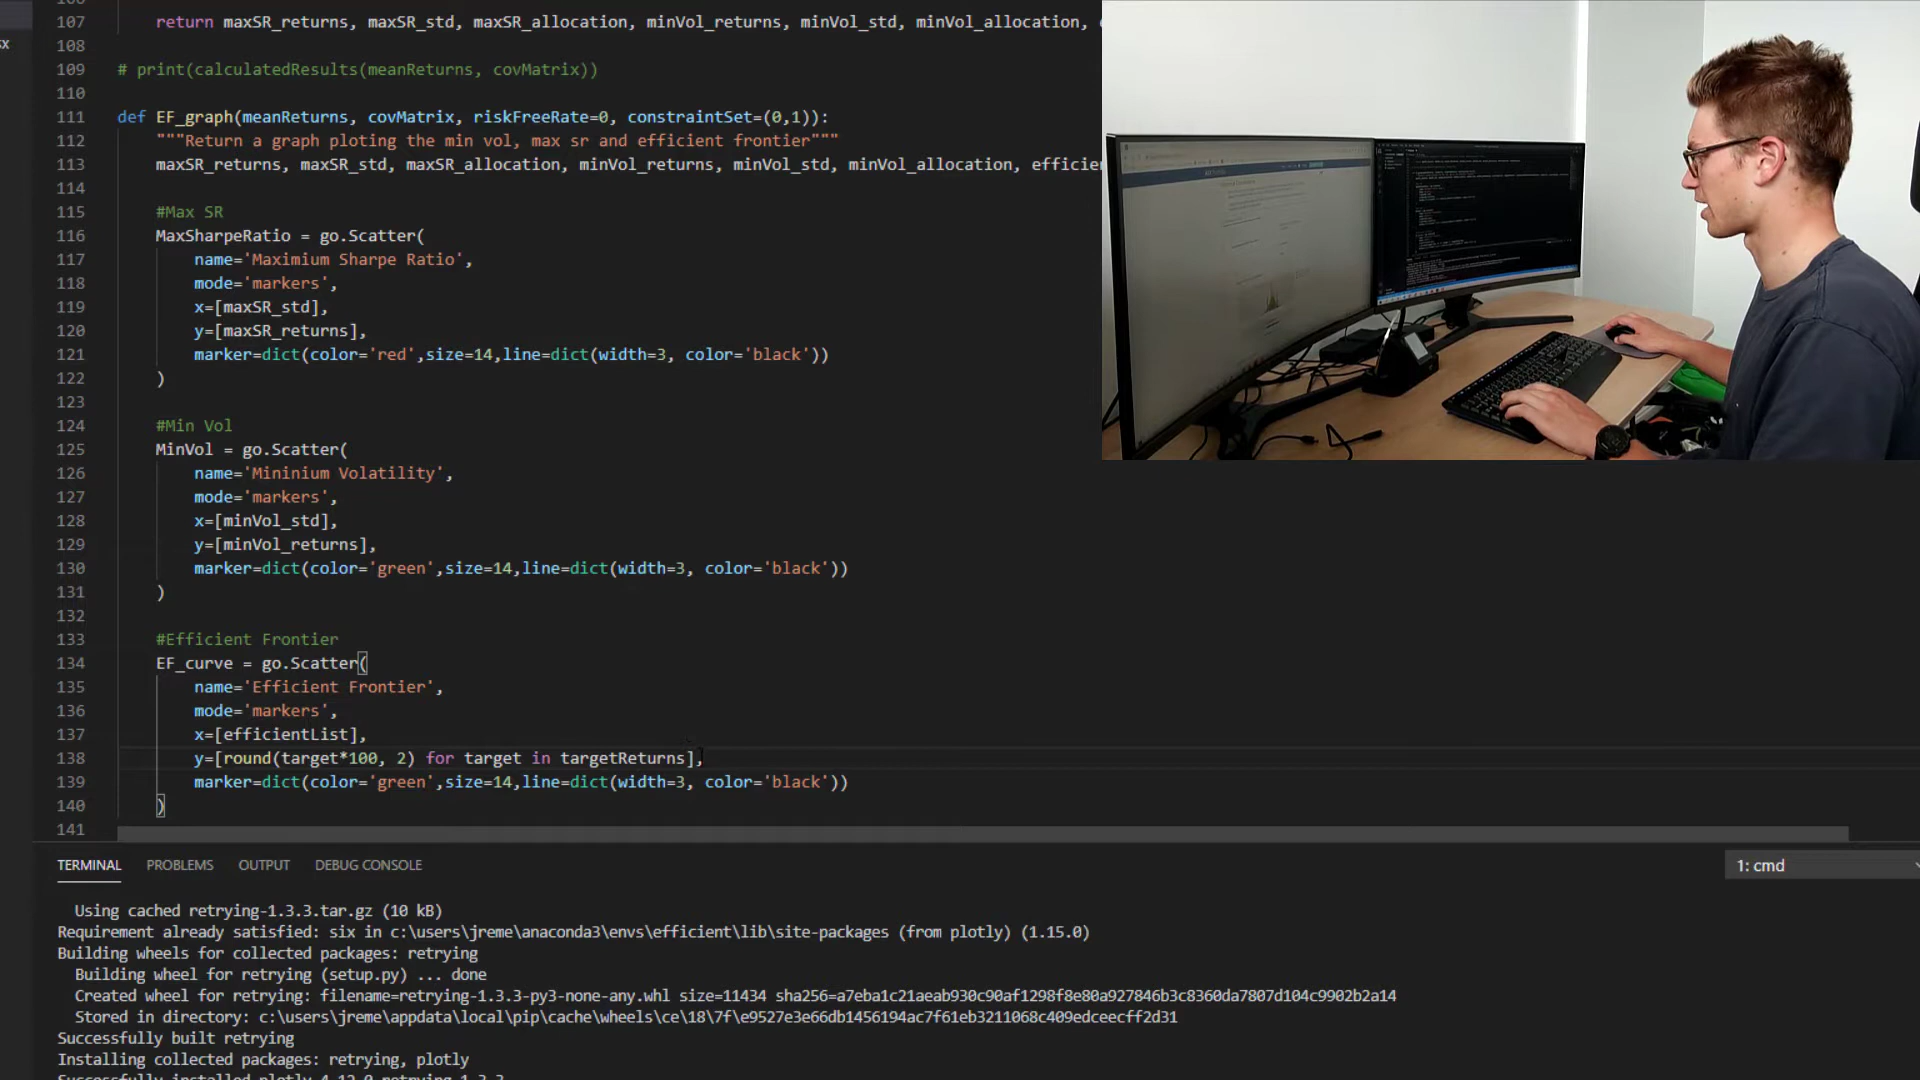 106
107 return maxSR_returns, maxSR_std, maxSR_allocation, minVol_returns, minVol_std, minVol_allocation,
108
109 # print(calculatedResults(meanReturns, covMatrix))
110
111 def EF_graph(meanReturns, covMatrix, riskFreeRate=0, constraintSet=(0,1)):
112 """Return a graph ploting the min vol, max sr and efficient frontier"""
113 maxSR_returns, maxSR_std, maxSR_allocation, minVol_returns, minVol_std, minVol_allocation, efficien
114
115 #Max SR
116 MaxSharpeRatio = go.Scatter(
117 name='Maximium Sharpe Ratio',
118 mode='markers',
119 x=[maxSR_std],
120 y=[maxSR_returns],
121 marker=dict(color='red',size=14,line=dict(width=3, color='black'))
122 )
123
124 #Min Vol
125 MinVol = go.Scatter(
126 name='Mininium Volatility',
127 mode='markers',
128 x=[minVol_std],
129 y=[minVol_returns],
130 marker=dict(color='green',size=14,line=dict(width=3, color='black'))
131 )
132
133 #Efficient Frontier
134 EF_curve = go.Scatter(
135 name='Efficient Frontier',
136 mode='markers',
137 x=[efficientList],
138 y=[round(target*100, 2) for target in targetReturns],
139 marker=dict(color='green',size=14,line=dict(width=3, color='black'))
140 )
141
TERMINAL PROBLEMS OUTPUT DEBUG CONSOLE 1: cmd
Using cached retrying-1.3.3.tar.gz (10 kB)
Requirement already satisfied: six in c:\users\jreme\anaconda3\envs\efficient\lib\site-packages (from plotly) (1.15.0)
Building wheels for collected packages: retrying
Building wheel for retrying (setup.py) ... done
Created wheel for retrying: filename=retrying-1.3.3-py3-none-any.whl size=11434 sha256=a7eba1c21aeab930c90af1298f8e80a927846b3c8360da7807d104c9902b2a14
Stored in directory: c:\users\jreme\appdata\local\pip\cache\wheels\ce\18\7f\e9527e3e66db1456194ac7f61eb3211068c409edceecff2d31
Successfully built retrying
Installing collected packages: retrying, plotly
Successfully installed plotly-4.12.0 retrying-1.3.3